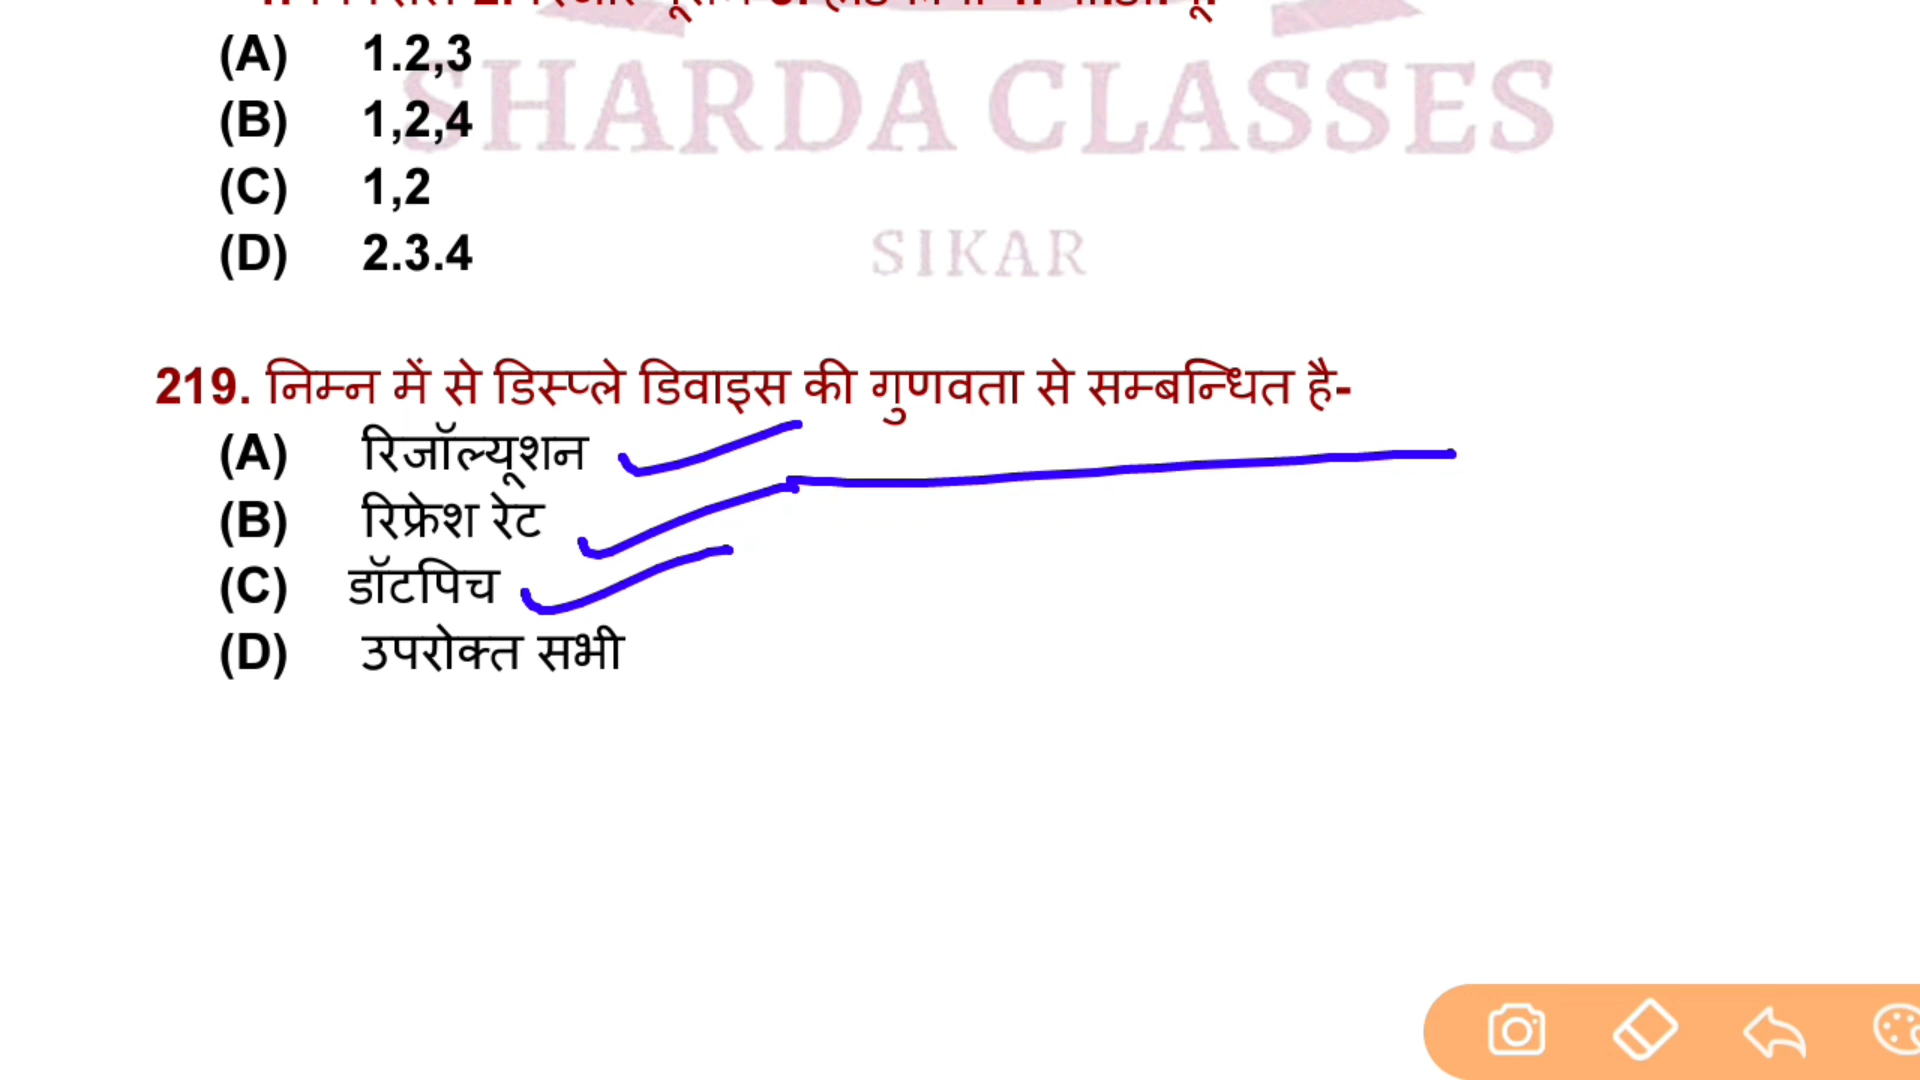 (A) 1.2,3
SHARDA CLASSES
(B) 1,2,4
(C) 1,2
SIKAR
(D) 2.3.4
219. निम्न में से डिस्प्ले डिवाइस की गुणवता से सम्बन्धित है-
(A) रिजॉल्यूशन
(B) रिफ्रेश रेट
(C) डॉटपिच
(D) उपरोक्त सभी